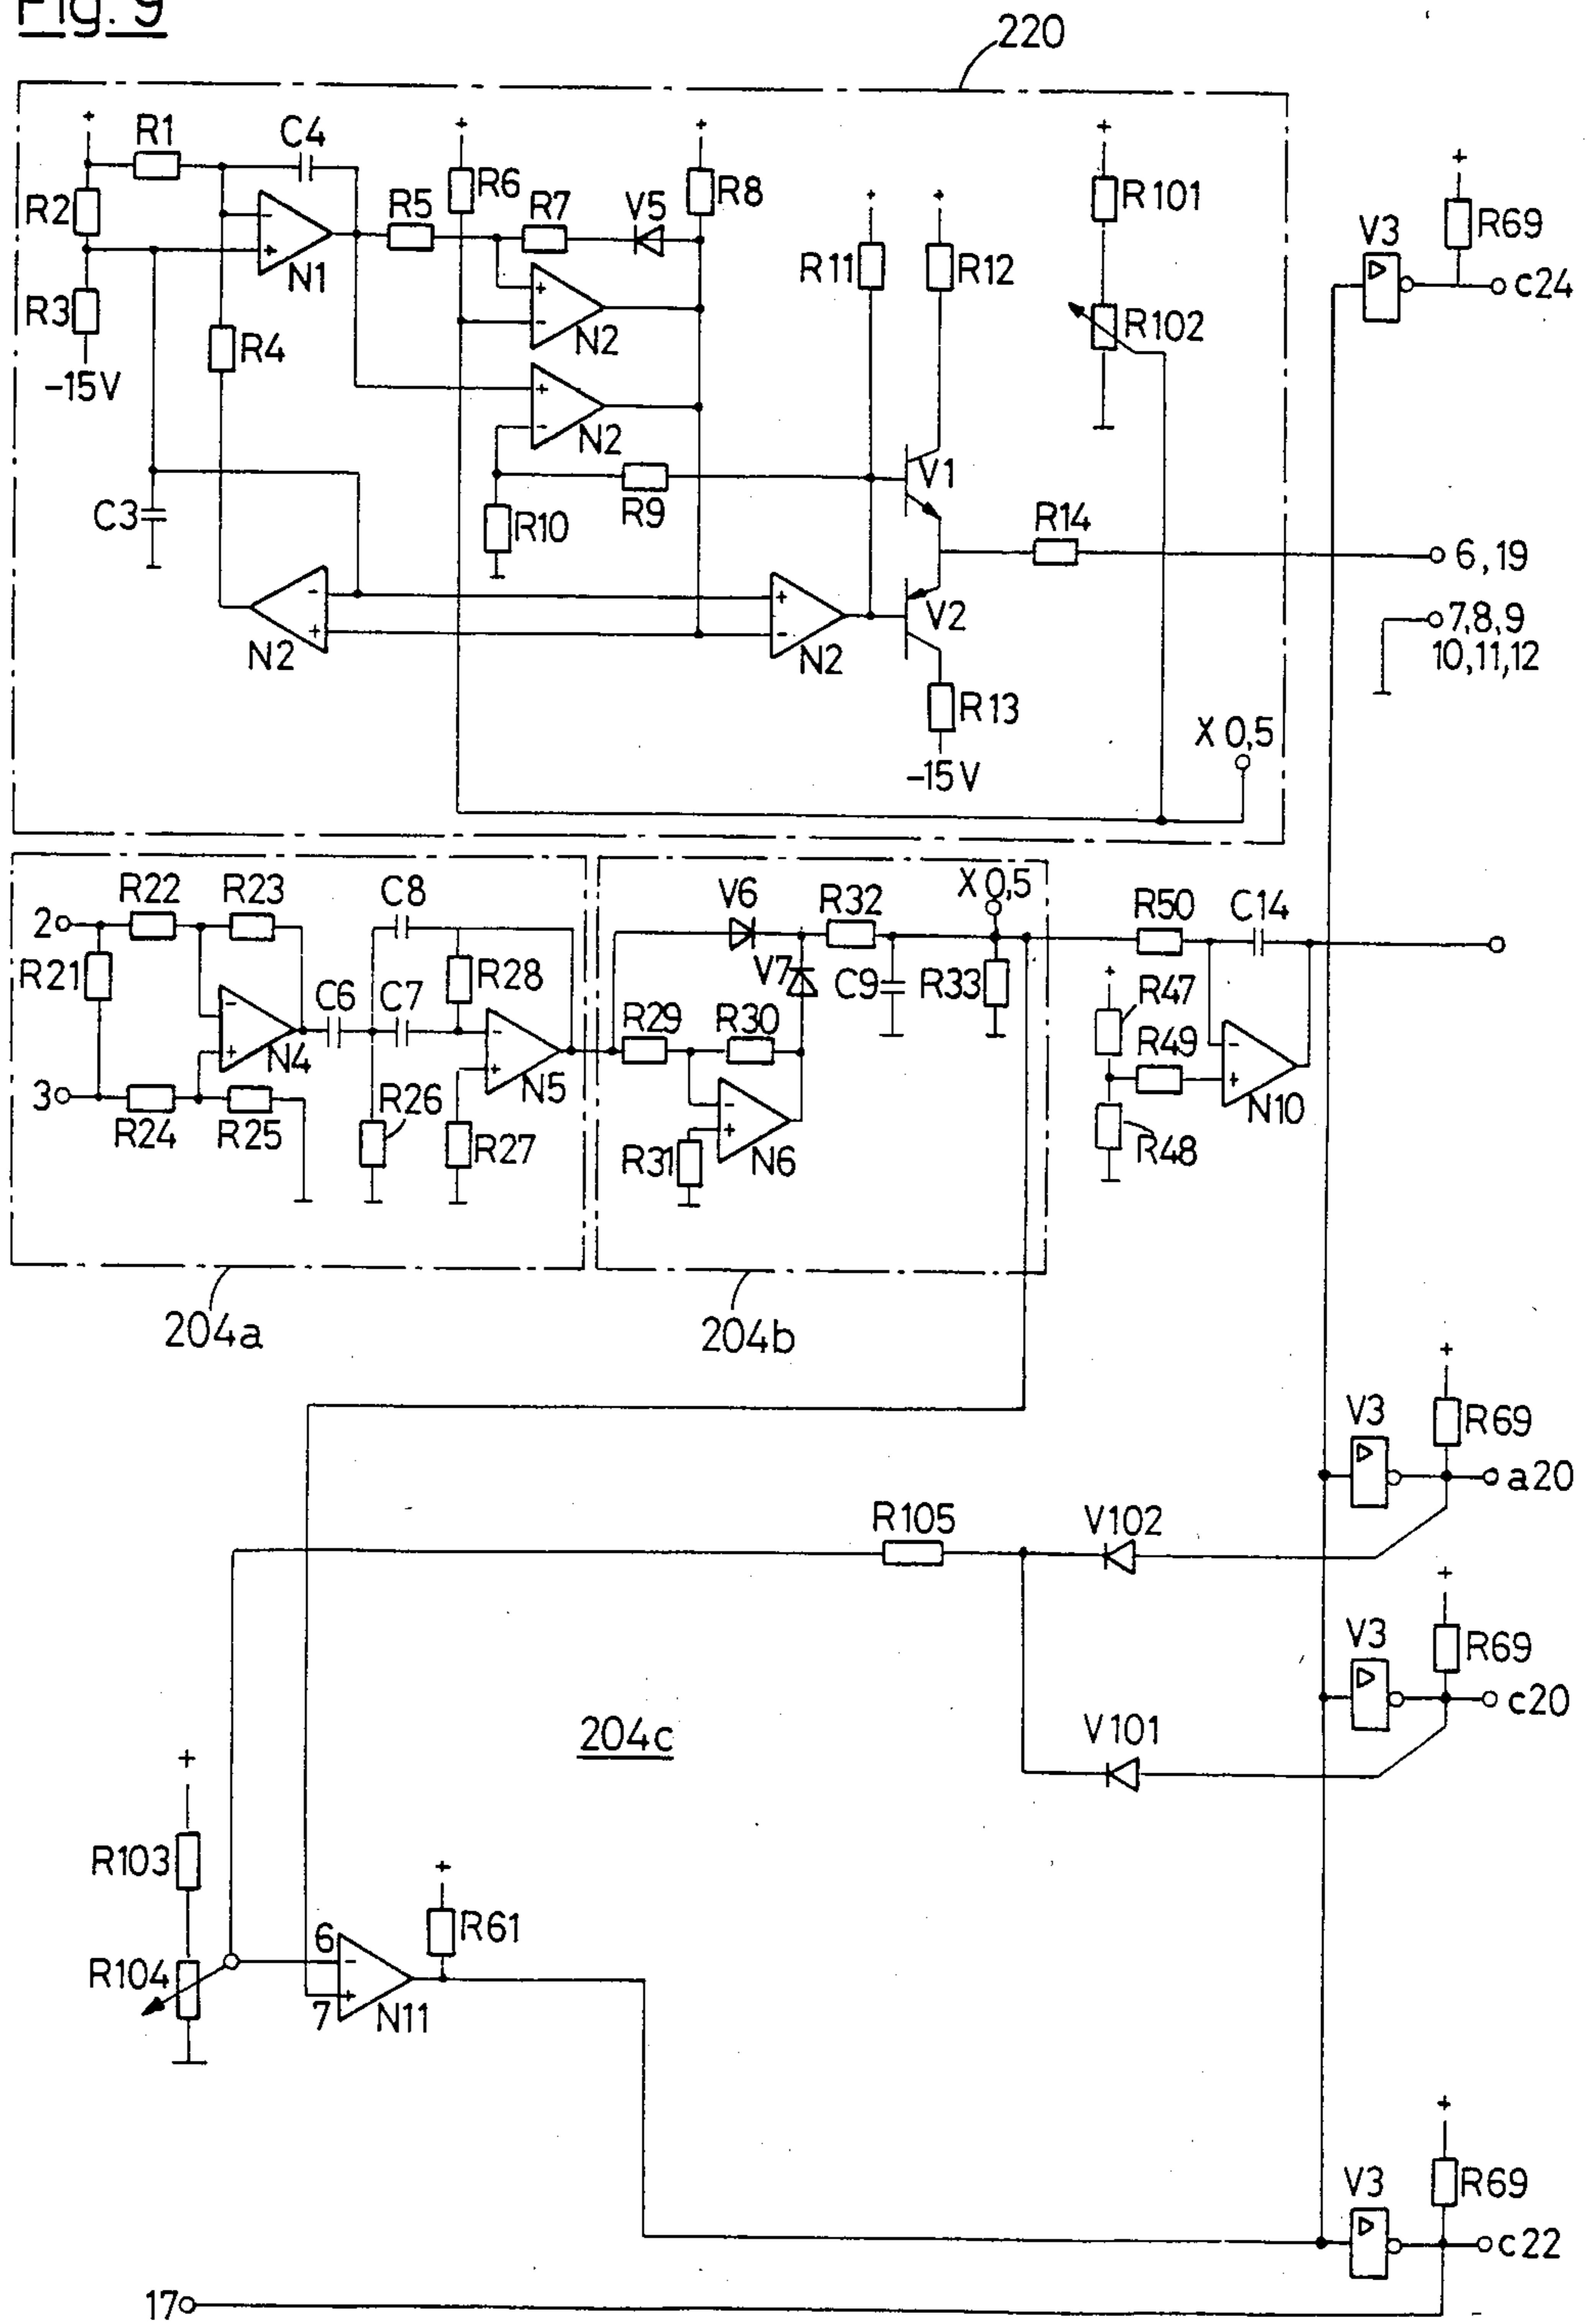 Fig. 9
220
+ R1 C4 + +
R2 R6 R8 + R69
R5 R7 V5 + + R101 V3
- + N1 R11 R12 c24
R3 R4 + - N2 R102
-15V + - N2
C3 R10 R9 V1 R14 6,19
- + N2 + - N2 V2 7,8,9
10,11,12
R13 X 0,5
-15V
R22 R23 C8 V6 R32 X 0,5 R50 C14
2 R21 R28 V7 C9 R33 + R47
C6 C7 R29 R30 R49
- + N4 - + N5 - + N6 - + N10
3 R24 R25 R26 R27 R31 R48
204a 204b
+
V3 R69
a20
R105 V102
+
V3 R69
204c c20
V101
+
R103 +
R61
6 -
R104 7 + N11
+
V3 R69
c22
17